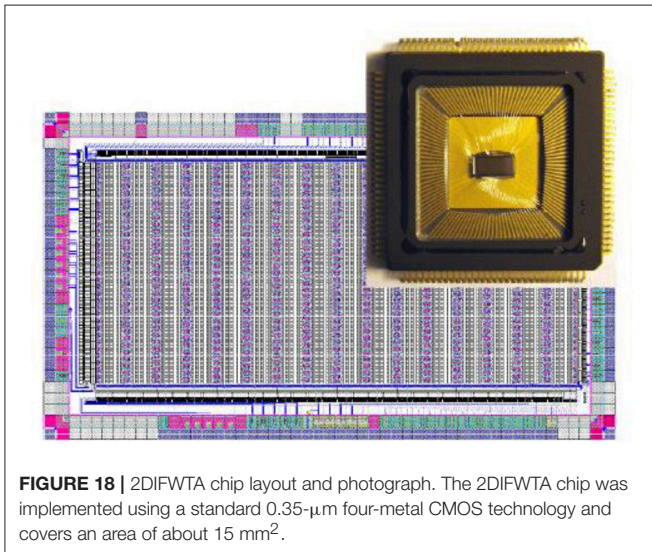 FIGURE 18 | 2DIFWTA chip layout and photograph. The 2DIFWTA chip was
implemented using a standard 0.35-μm four-metal CMOS technology and
covers an area of about 15 mm².